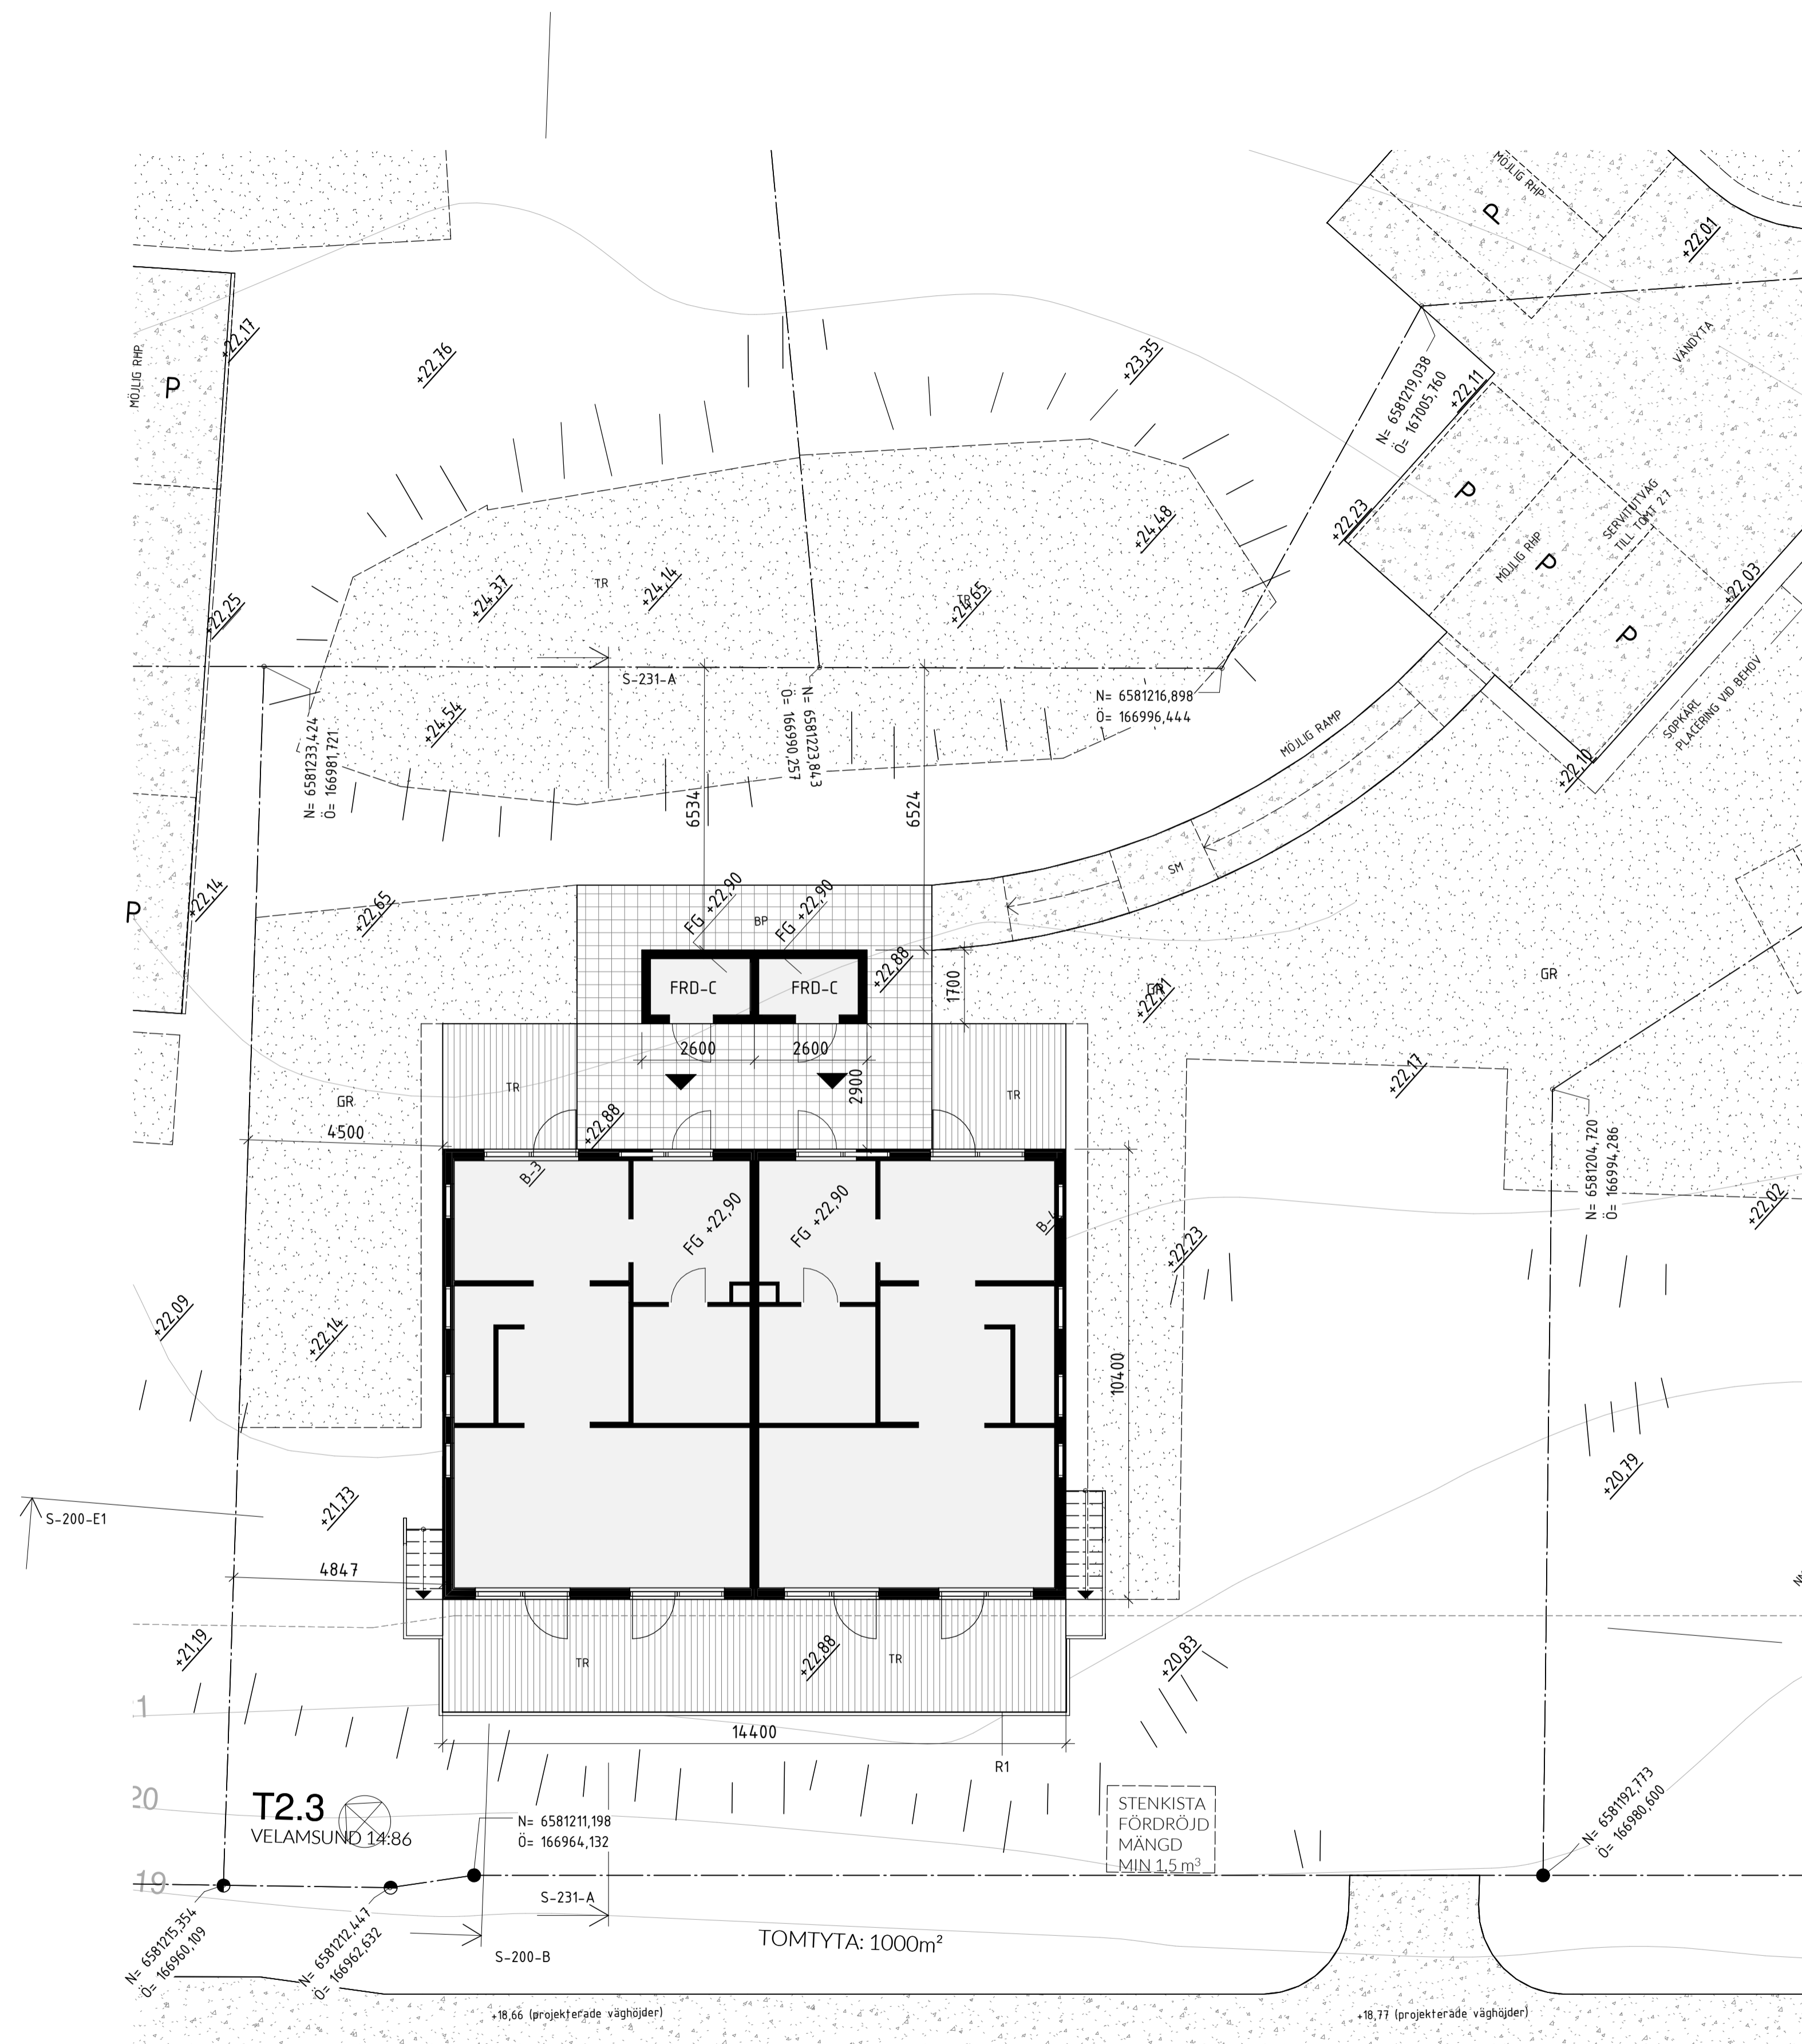 MÖJLIG RHP
P
+22,01
+22,17
MÖJLIG RHP
P
+22,76
+23,35
VÄNDYTA
N= 6581219,038
Ö= 167005,760
+22,11
P
+22,23
+24,48
SERVITUTVÄG
TILL TOMT 2.7
MÖJLIG RHP
P
+22,03
P
TR
+24,37
+24,14
+24,65
+22,25
S-231-A
N= 6581216,898
Ö= 166996,444
N= 6581223,843
Ö= 166990,257
+24,54
N= 6581233,424
Ö= 166981,721
MÖJLIG RAMP
SOPKÄRL
PLACERING VID BEHOV
+22,10
6534
6524
SM
P
+22,14
+22,65
FG +22,90
BP
FG +22,90
+22,88
FRD-C
FRD-C
1700
GR
GR
2600
2600
+22,17
TR
2900
TR
GR
4500
+22,88
N= 6581204,720
Ö= 166994,286
B-3
FG +22,90
FG +22,90
+22,02
+22,23
+22,09
+22,14
10400
+20,79
+21,73
S-200-E1
4847
+21,19
TR
+22,88
TR
+20,83
14400
R1
20
T2.3
VELAMSUND 14:86
N= 6581211,198
Ö= 166964,132
STENKISTA
FÖRDRÖJD
MÄNGD
MIN 1,5 m³
N= 6581192,773
Ö= 166980,600
19
S-231-A
N= 6581215,354
Ö= 166960,109
N= 6581212,447
Ö= 166962,632
S-200-B
TOMTYTA: 1000m²
+18,66 (projekterade väghöjder)
+18,77 (projekterade väghöjder)